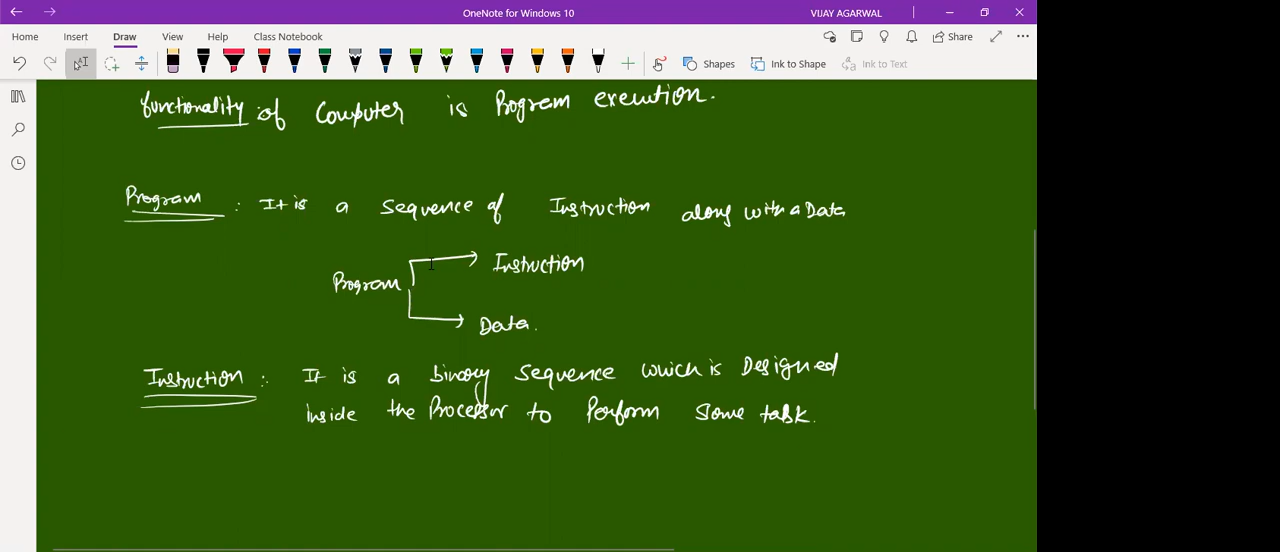 OneNote for Windows 10
VIJAY AGARWAL
Home Insert Draw View Help Class Notebook Share
Shapes Ink to Shape Ink to Text
functionality of Computer is Program execution.
Program : It is a Sequence of Instruction along with a Data
Instruction
Program
Data.
Instruction : It is a binary Sequence which is Designed
inside the Processor to Perform Some task.